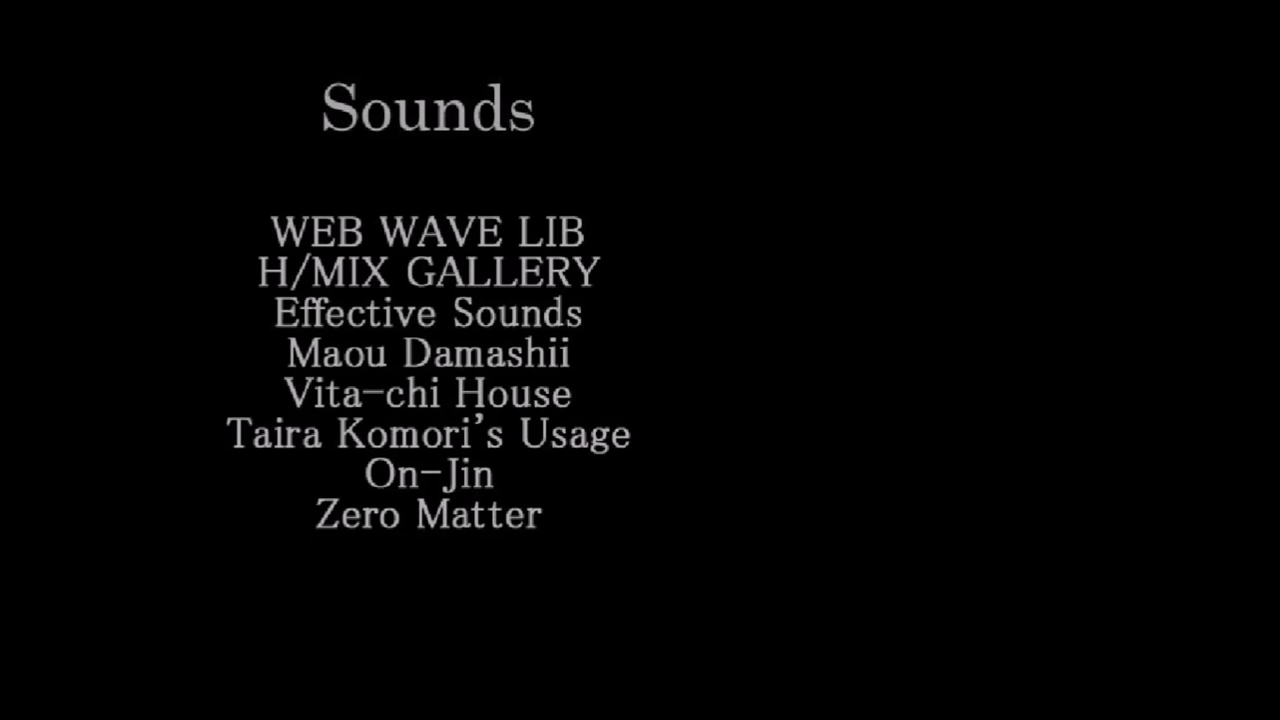 Sounds
WEB WAVE LIB
H/MIX GALLERY
Effective Sounds
Maou Damashii
Vita-chi House
Taira Komori's Usage
On-Jin
Zero Matter